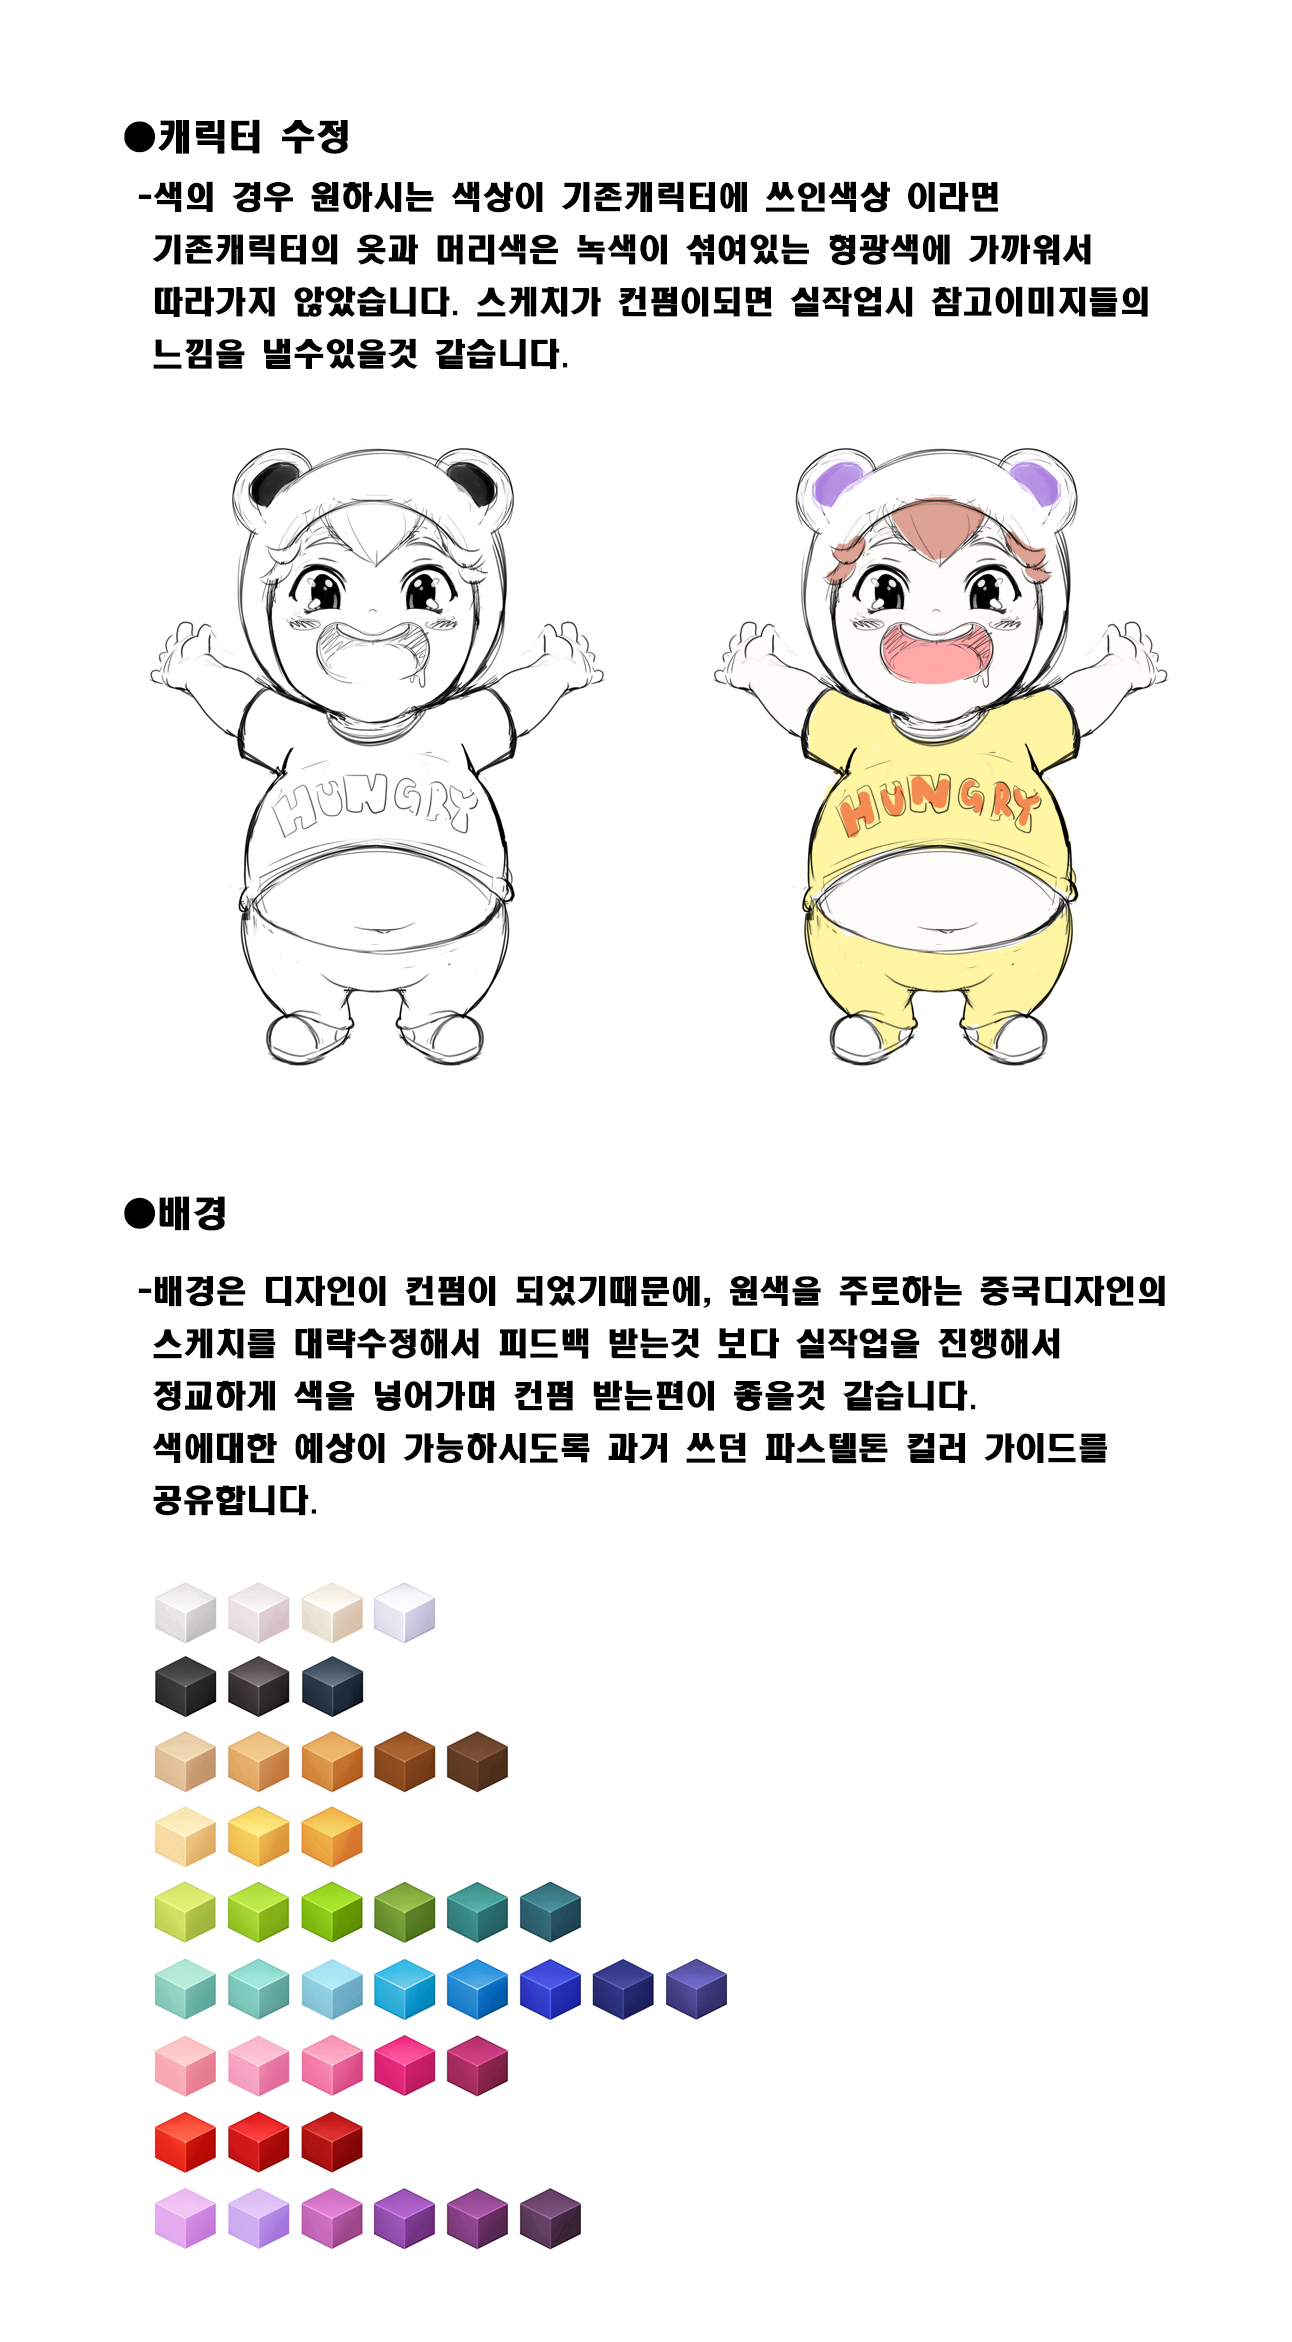 ●캐릭터 수정
-색의 경우 원하시는 색상이 기존캐릭터에 쓰인색상 이라면
기존캐릭터의 옷과 머리색은 녹색이 섞여있는 형광색에 가까워서
따라가지 않았습니다. 스케치가 컨펌이되면 실작업시 참고이미지들의
느낌을 낼수있을것 같습니다.
HUNGRY
HUNGRY
●배경
-배경은 디자인이 컨펌이 되었기때문에, 원색을 주로하는 중국디자인의
스케치를 대략수정해서 피드백 받는것 보다 실작업을 진행해서
정교하게 색을 넣어가며 컨펌 받는편이 좋을것 같습니다.
색에대한 예상이 가능하시도록 과거 쓰던 파스텔톤 컬러 가이드를
공유합니다.